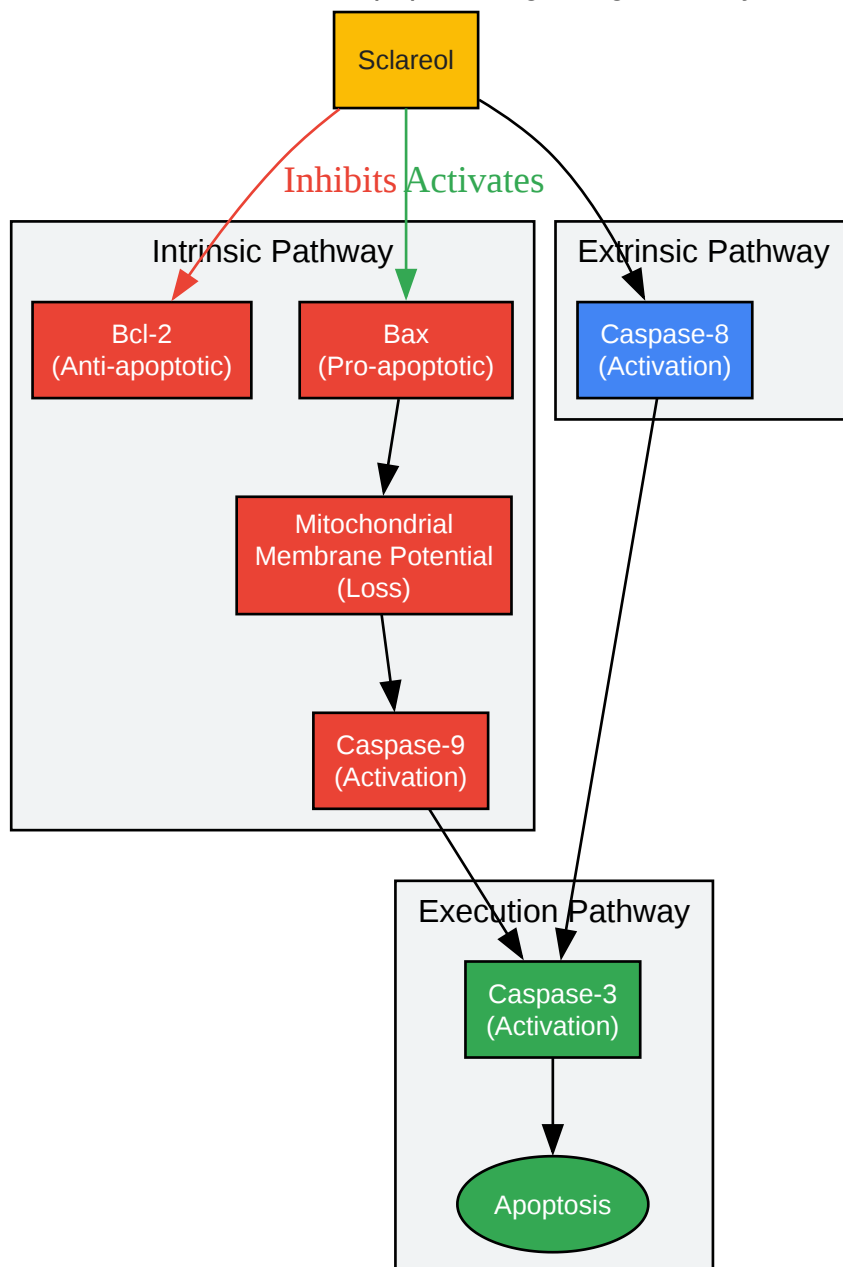 Sclareol
Inhibits
Activates
Intrinsic Pathway
Extrinsic Pathway
Bcl-2
(Anti-apoptotic)
Bax
(Pro-apoptotic)
Caspase-8
(Activation)
Mitochondrial
Membrane Potential
(Loss)
Caspase-9
(Activation)
Execution Pathway
Caspase-3
(Activation)
Apoptosis